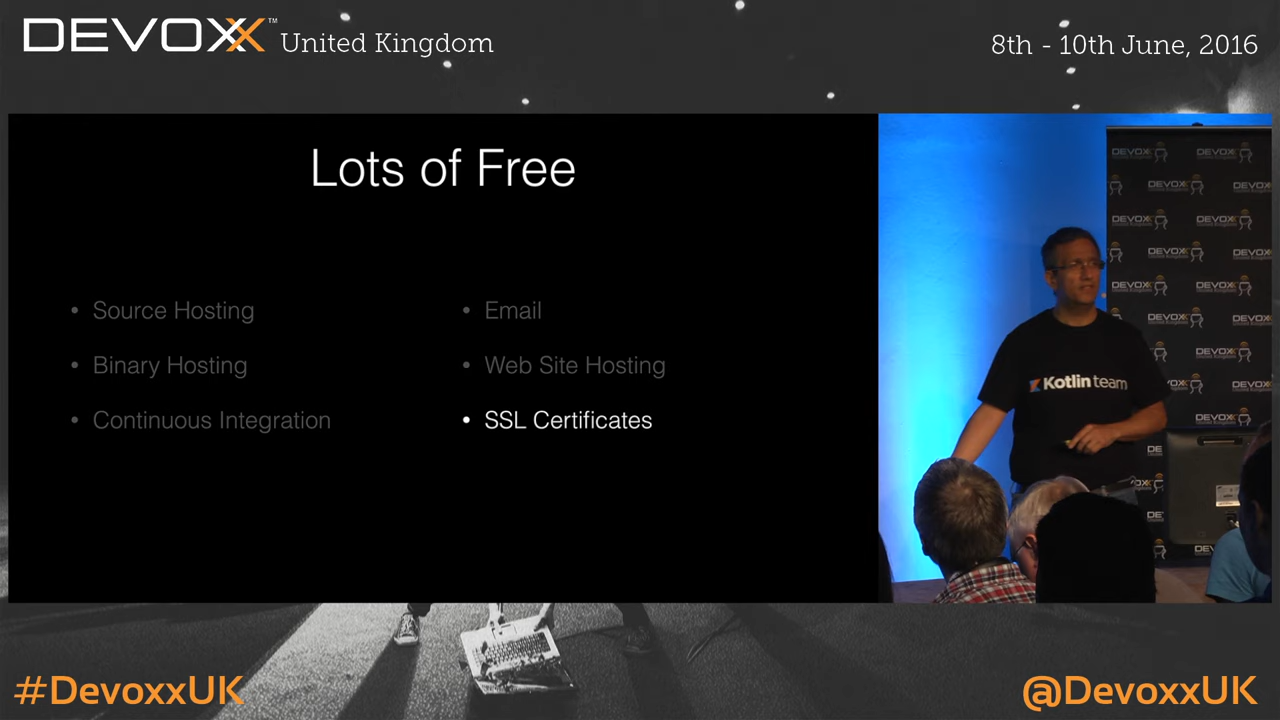 DEVOXX™ United Kingdom
8th - 10th June, 2016
Lots of Free
• Source Hosting
• Binary Hosting
• Continuous Integration
• Email
• Web Site Hosting
• SSL Certificates
Kotlin team
DEVOXX
#DevoxxUK
@DevoxxUK